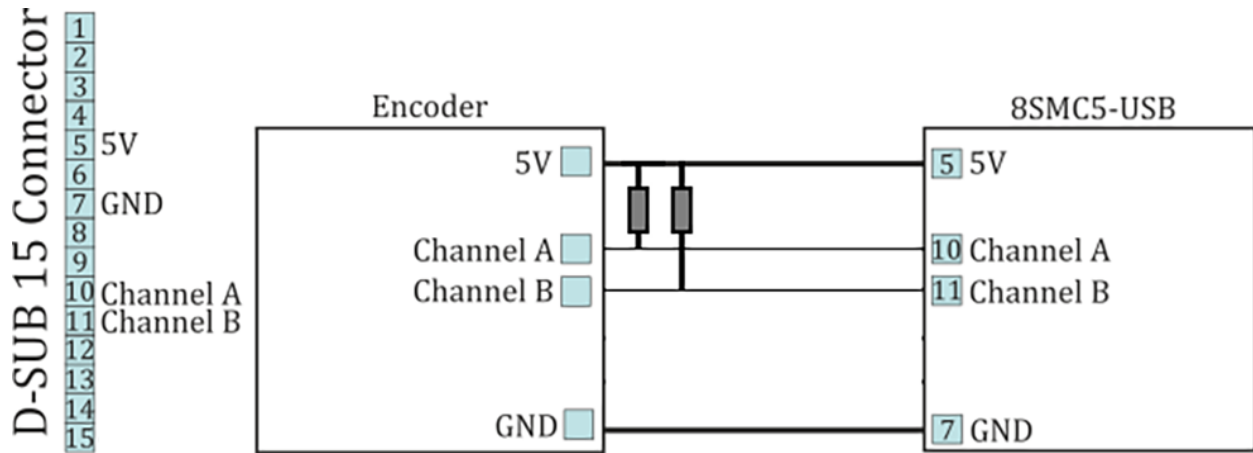 D-SUB 15 Connector
1
2
3
4
5 5V
6
7 GND
8
9
10 Channel A
11 Channel B
12
13
14
15
Encoder
5V
Channel A
Channel B
GND
8SMC5-USB
5 5V
10 Channel A
11 Channel B
7 GND